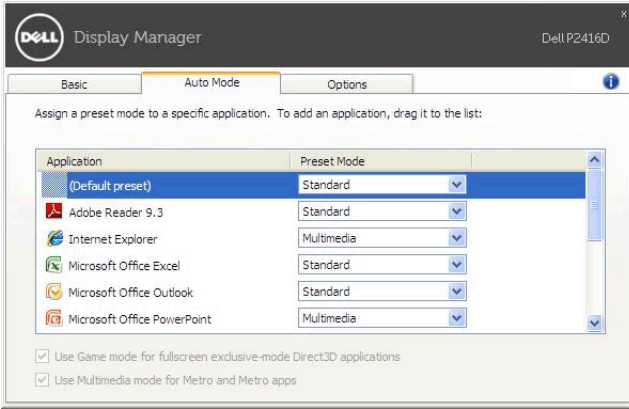 x
DELL Display Manager Dell P2416D
Basic Auto Mode Options
Assign a preset mode to a specific application. To add an application, drag it to the list:
Application Preset Mode
(Default preset) Standard
Adobe Reader 9.3 Standard
Internet Explorer Multimedia
Microsoft Office Excel Standard
Microsoft Office Outlook Standard
Microsoft Office PowerPoint Multimedia
Use Game mode for fullscreen exclusive-mode Direct3D applications
Use Multimedia mode for Metro and Metro apps